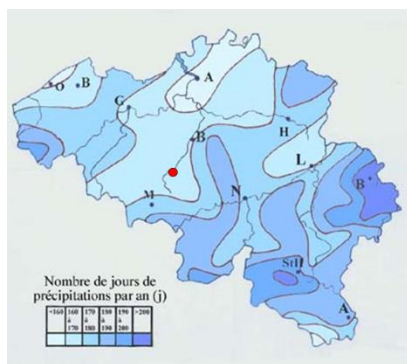 A
O B
G
B H
L
B
M N
StH
A
Nombre de jours de
précipitations par an (j)
<160 160 170 180 190 >200
à à à à
170 180 190 200